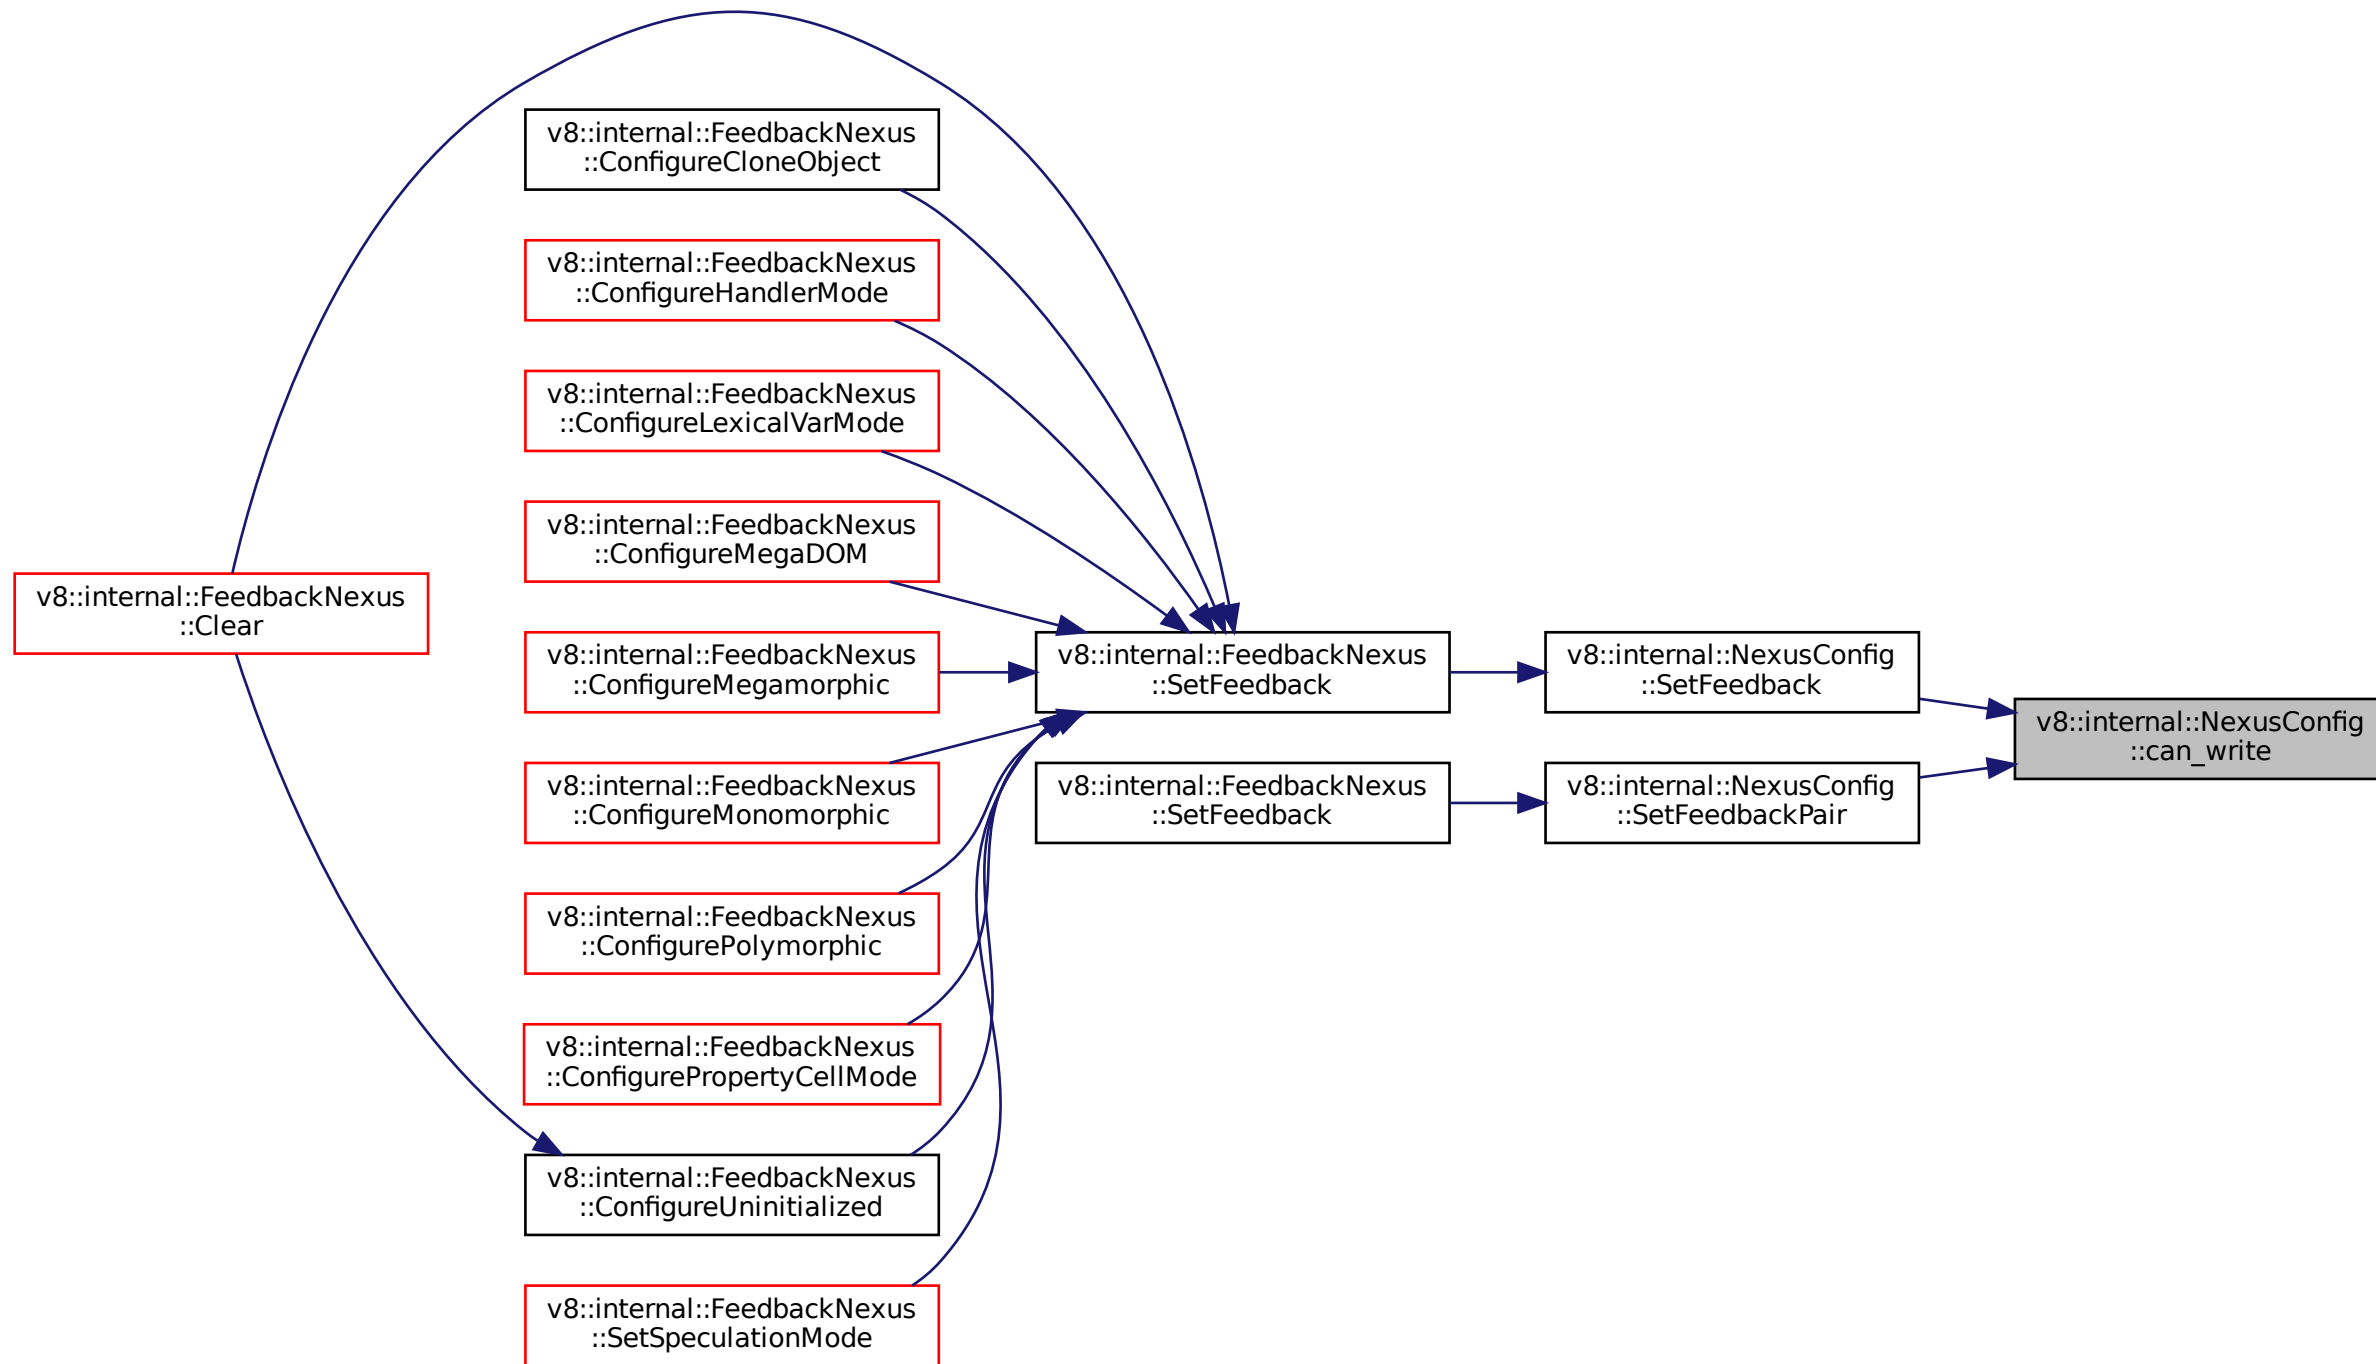 v8::internal::FeedbackNexus
::Clear
v8::internal::FeedbackNexus
::ConfigureCloneObject
v8::internal::FeedbackNexus
::ConfigureHandlerMode
v8::internal::FeedbackNexus
::ConfigureLexicalVarMode
v8::internal::FeedbackNexus
::ConfigureMegaDOM
v8::internal::FeedbackNexus
::ConfigureMegamorphic
v8::internal::FeedbackNexus
::ConfigureMonomorphic
v8::internal::FeedbackNexus
::ConfigurePolymorphic
v8::internal::FeedbackNexus
::ConfigurePropertyCellMode
v8::internal::FeedbackNexus
::ConfigureUninitialized
v8::internal::FeedbackNexus
::SetSpeculationMode
v8::internal::FeedbackNexus
::SetFeedback
v8::internal::FeedbackNexus
::SetFeedback
v8::internal::NexusConfig
::SetFeedback
v8::internal::NexusConfig
::SetFeedbackPair
v8::internal::NexusConfig
::can_write